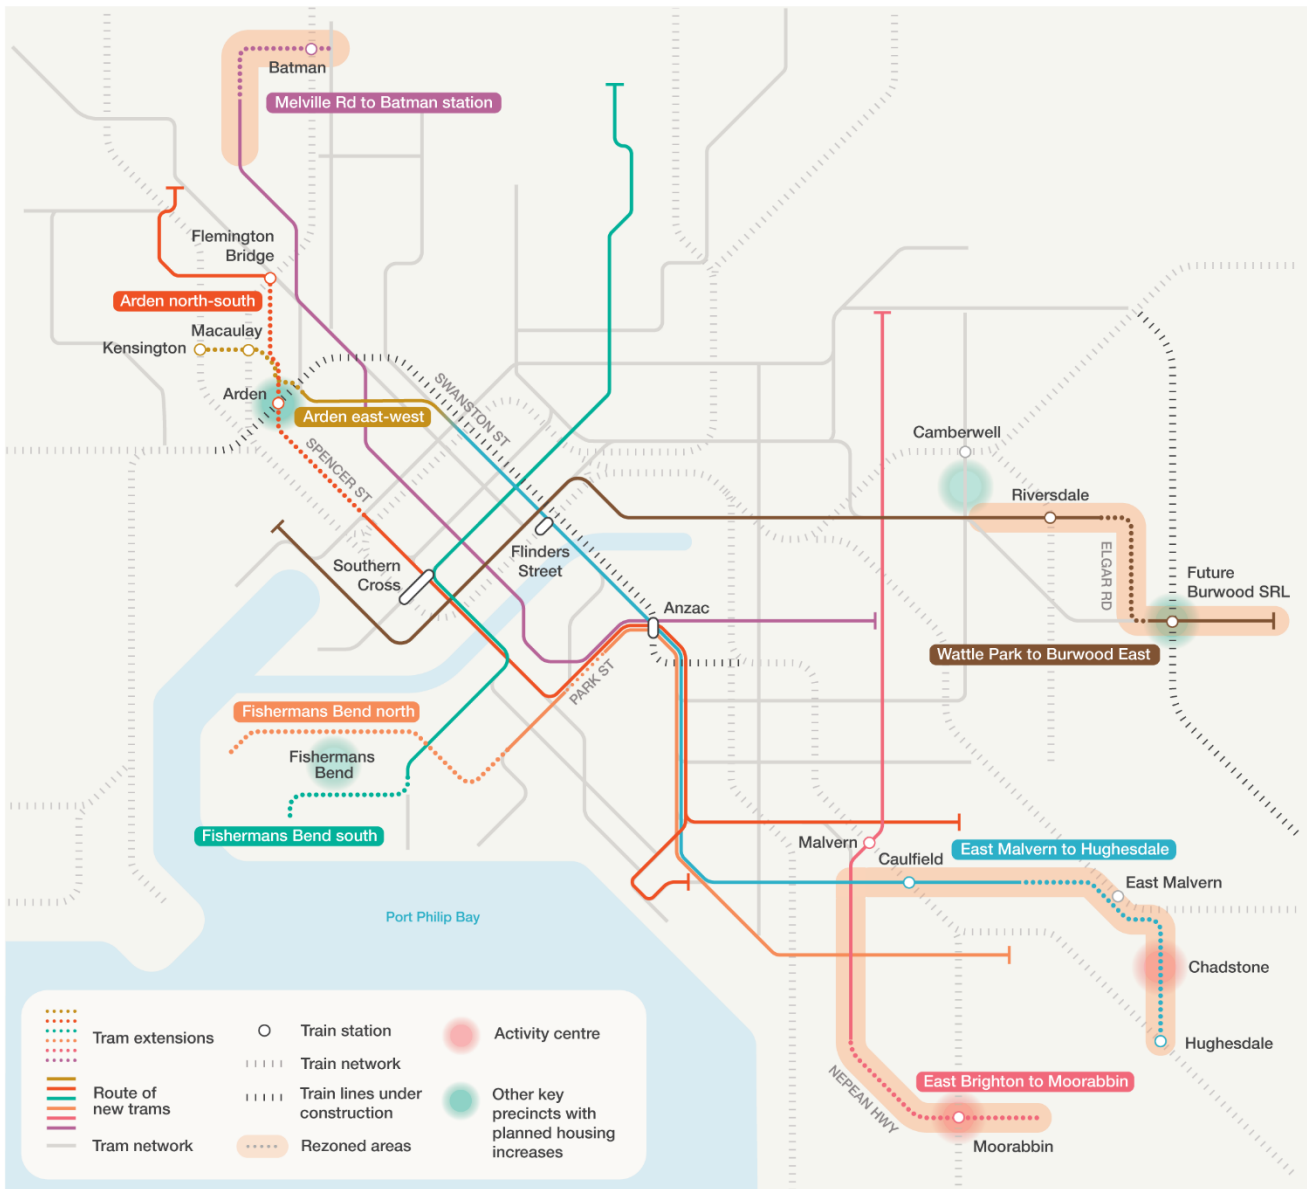 Batman
Melville Rd to Batman station
Flemington
Bridge
Arden north-south
Macaulay
Kensington
Arden
Arden east-west
SWANSTON ST
SPENCER ST
Camberwell
Riversdale
ELGAR RD
Flinders
Street
Southern
Cross
Future
Burwood SRL
Anzac
Wattle Park to Burwood East
PARK ST
Fishermans Bend north
Fishermans
Bend
Fishermans Bend south
Malvern
East Malvern to Hughesdale
Caulfield
East Malvern
Port Philip Bay
Chadstone
Hughesdale
East Brighton to Moorabbin
NEPEAN HWY
Moorabbin
Tram extensions
Route of
new trams
Tram network
Train station
Train network
Train lines under
construction
Rezoned areas
Activity centre
Other key
precincts with
planned housing
increases